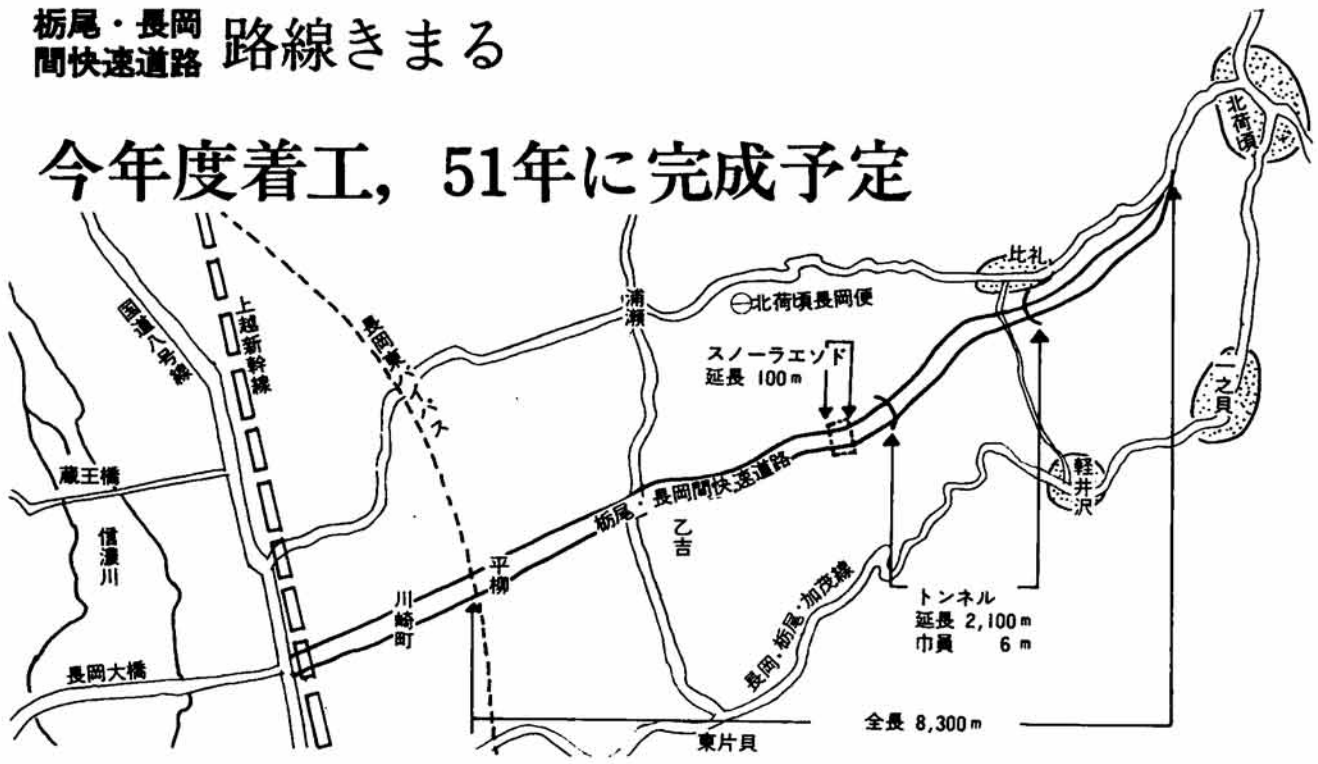 栃尾・長岡
間快速道路
路線きまる
今年度着工，51年に完成予定
北荷頃
比礼
㊀北荷頃長岡便
浦瀬
上越新幹線
国道八号線
長岡東バイパス
スノーラエソド
延長 100m
一之貝
軽井沢
蔵王橋
信濃川
栃尾・長岡間快速道路
乙吉
平柳
川崎町
長岡・栃尾・加茂線
トンネル
延長 2,100m
巾員 6m
長岡大橋
全長 8,300m
東片貝